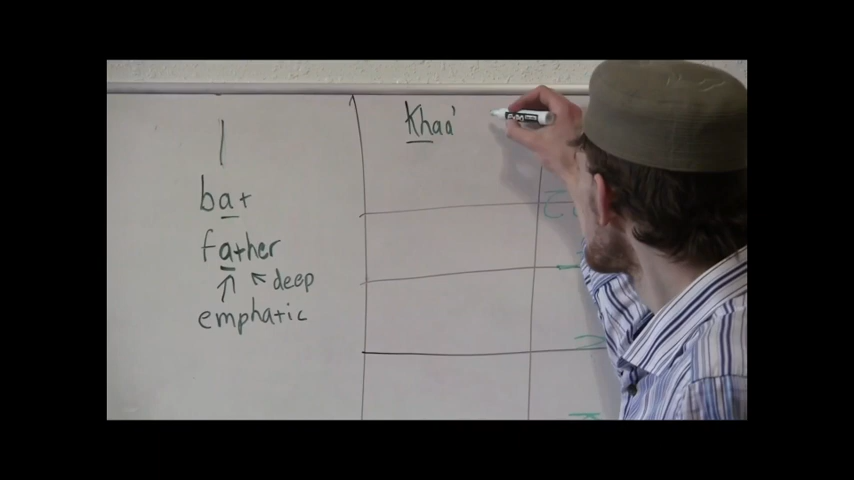 ا
bat
father
deep
emphatic
Khaa'